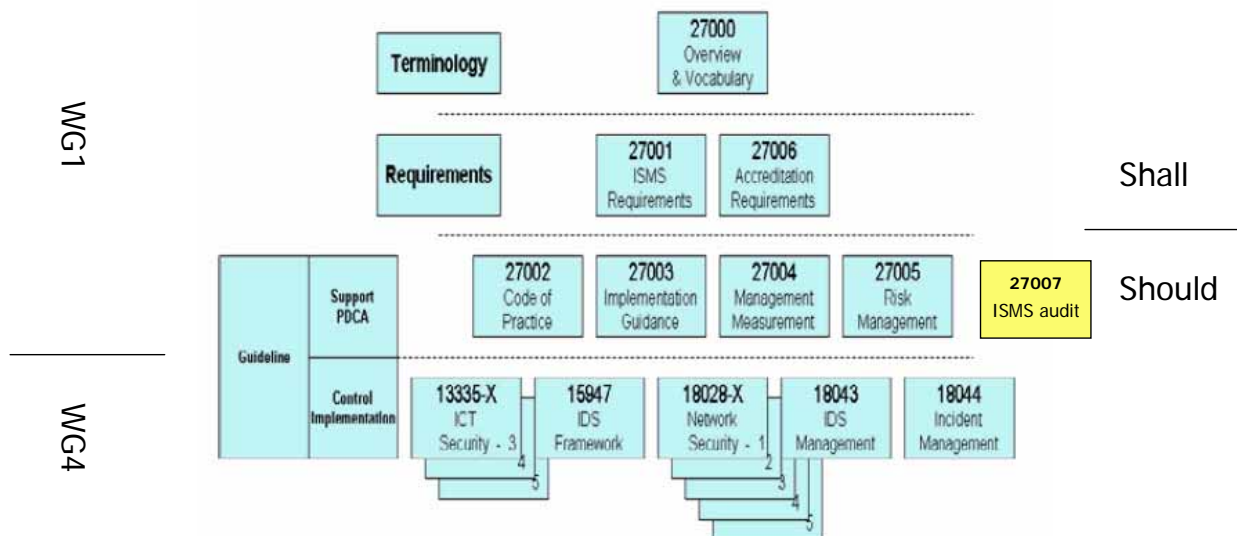 27000
Overview
& Vocabulary
Terminology
WG1
Requirements
27001
ISMS
Requirements
27006
Accreditation
Requirements
Shall
Should
Guideline
Support
PDCA
27002
Code of
Practice
27003
Implementation
Guidance
27004
Management
Measurement
27005
Risk
Management
27007
ISMS audit
WG4
Control
Implementation
13335-X
ICT
Security - 3
4
5
15947
IDS
Framework
18028-X
Network
Security - 1
2
3
4
5
18043
IDS
Management
18044
Incident
Management